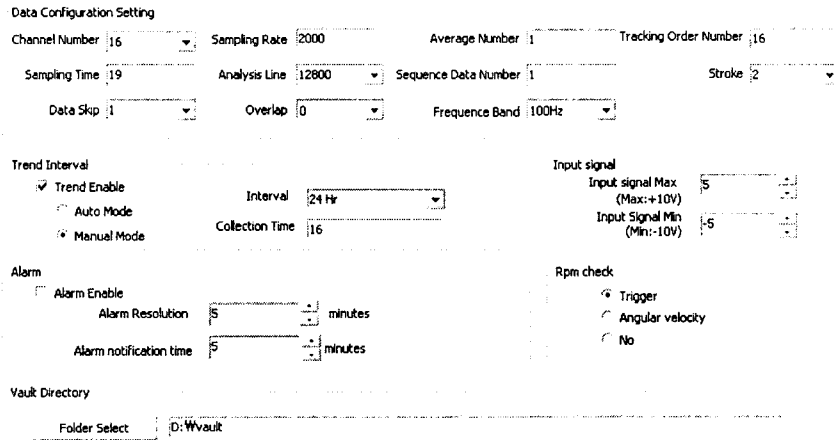 Data Configuration Setting
Channel Number 16 Sampling Rate 2000 Average Number 1 Tracking Order Number 16
Sampling Time 19 Analysis Line 12800 Sequence Data Number 1 Stroke 2
Data Skip 1 Overlap 0 Frequence Band 100Hz
Trend Interval
Trend Enable
Auto Mode
Manual Mode
Interval 24 Hr
Collection Time 16
Input signal
Input signal Max 5
(Max:+10V)
Input Signal Min -5
(Min:-10V)
Alarm
Alarm Enable
Alarm Resolution 5 minutes
Alarm notification time 5 minutes
Rpm check
Trigger
Angular velocity
No
Vault Directory
Folder Select D:₩vault